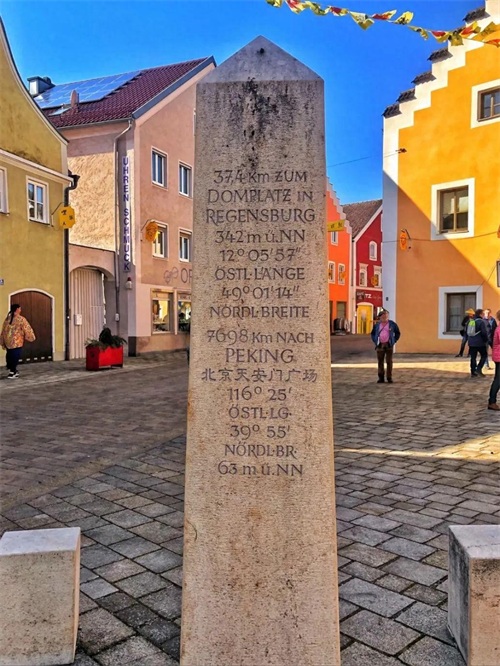 37,4 Km ZUM
DOMPLATZ IN
REGENSBURG
342 m ü.NN
12° 05' 57"
ÖSTL·LÄNGE
49° 01' 14"
NÖRDL·BREITE
7698 Km NACH
PEKING
北京天安门广场
116° 25'
ÖSTL·LG·
39° 55'
NÖRDL·BR·
63 m ü.NN
UHREN SCHMUCK